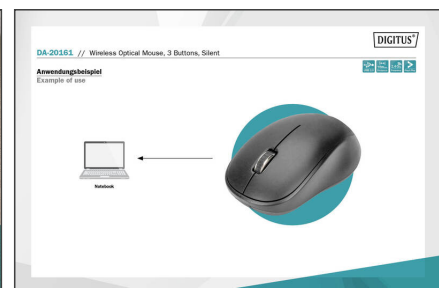 DIGITUS®
DA-20161 // Wireless Optical Mouse, 3 Buttons, Silent
Anwendungsbeispiel
Example of use
Notebook